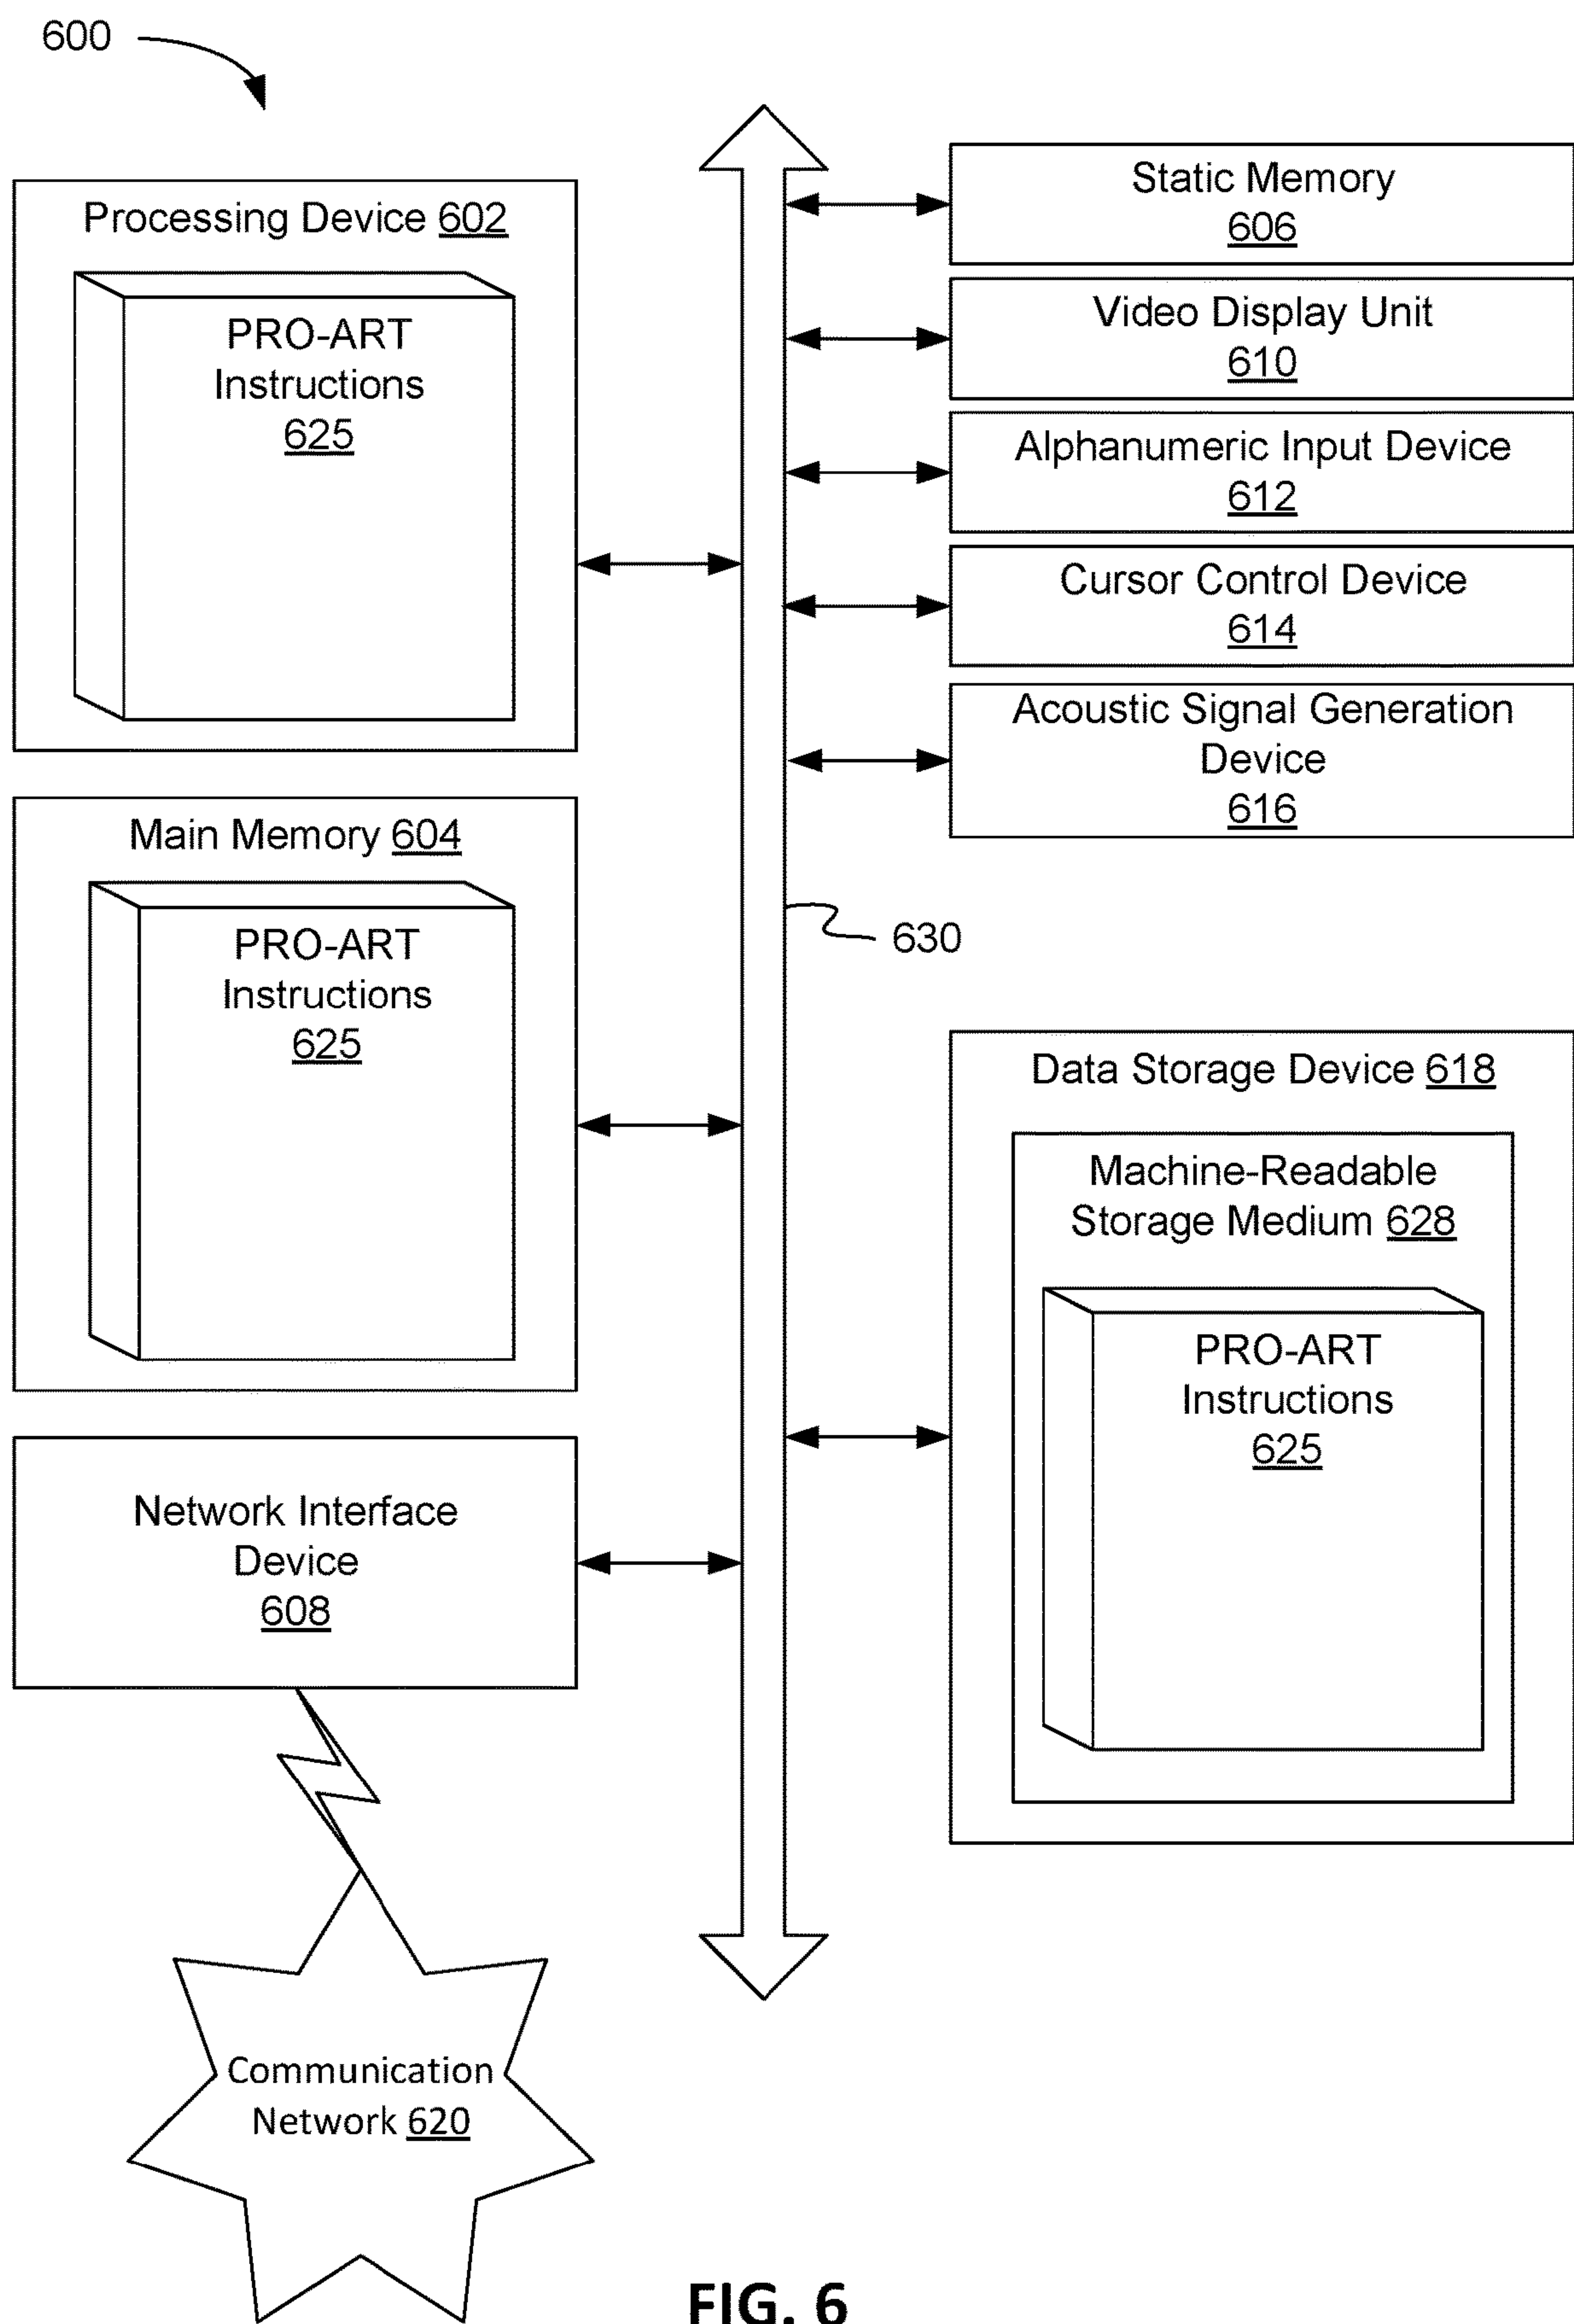 600
Processing Device 602
PRO-ART
Instructions
625
Main Memory 604
PRO-ART
Instructions
625
Network Interface
Device
608
Communication
Network 620
Static Memory
606
Video Display Unit
610
Alphanumeric Input Device
612
Cursor Control Device
614
Acoustic Signal Generation
Device
616
630
Data Storage Device 618
Machine-Readable
Storage Medium 628
PRO-ART
Instructions
625
FIG. 6